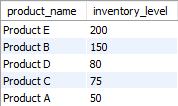 product_name inventory_level
Product E 200
Product B 150
Product D 80
Product C 75
Product A 50